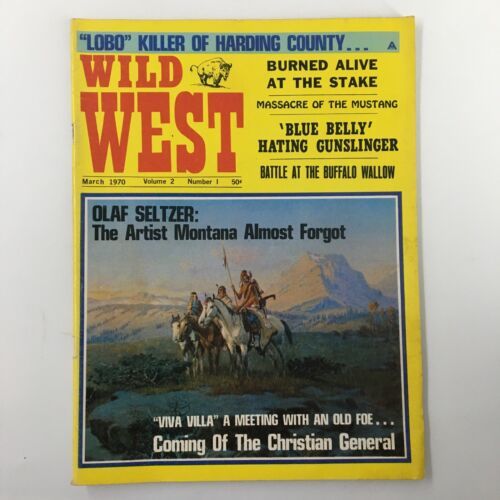 "LOBO" KILLER OF HARDING COUNTY...
WILD
WEST
March 1970 Volume 2 Number 1 50¢
BURNED ALIVE
AT THE STAKE
MASSACRE OF THE MUSTANG
'BLUE BELLY'
HATING GUNSLINGER
BATTLE AT THE BUFFALO WALLOW
OLAF SELTZER:
The Artist Montana Almost Forgot
"VIVA VILLA" A MEETING WITH AN OLD FOE...
Coming Of The Christian General